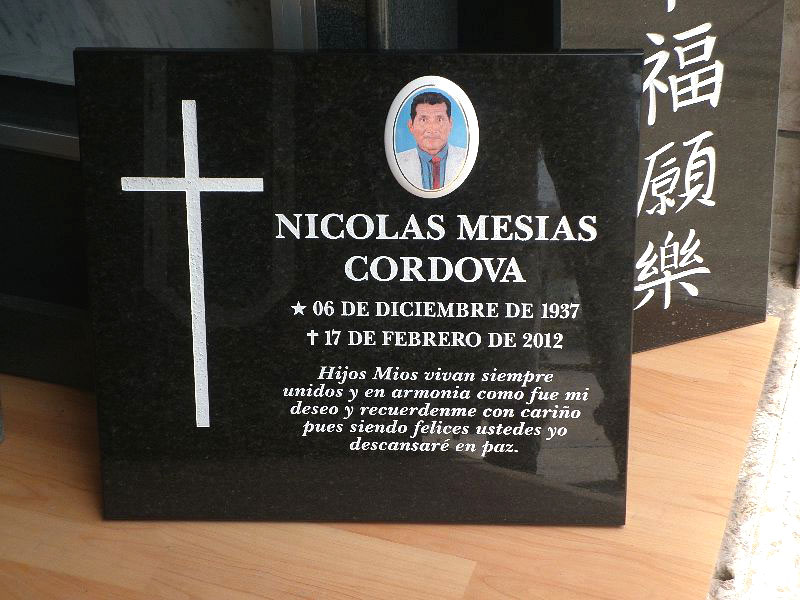 NICOLAS MESIAS
CORDOVA
★ 06 DE DICIEMBRE DE 1937
✝ 17 DE FEBRERO DE 2012
Hijos Mios vivan siempre
unidos y en armonia como fue mi
deseo y recuerdenme con cariño
pues siendo felices ustedes yo
descansaré en paz.
福
願
樂